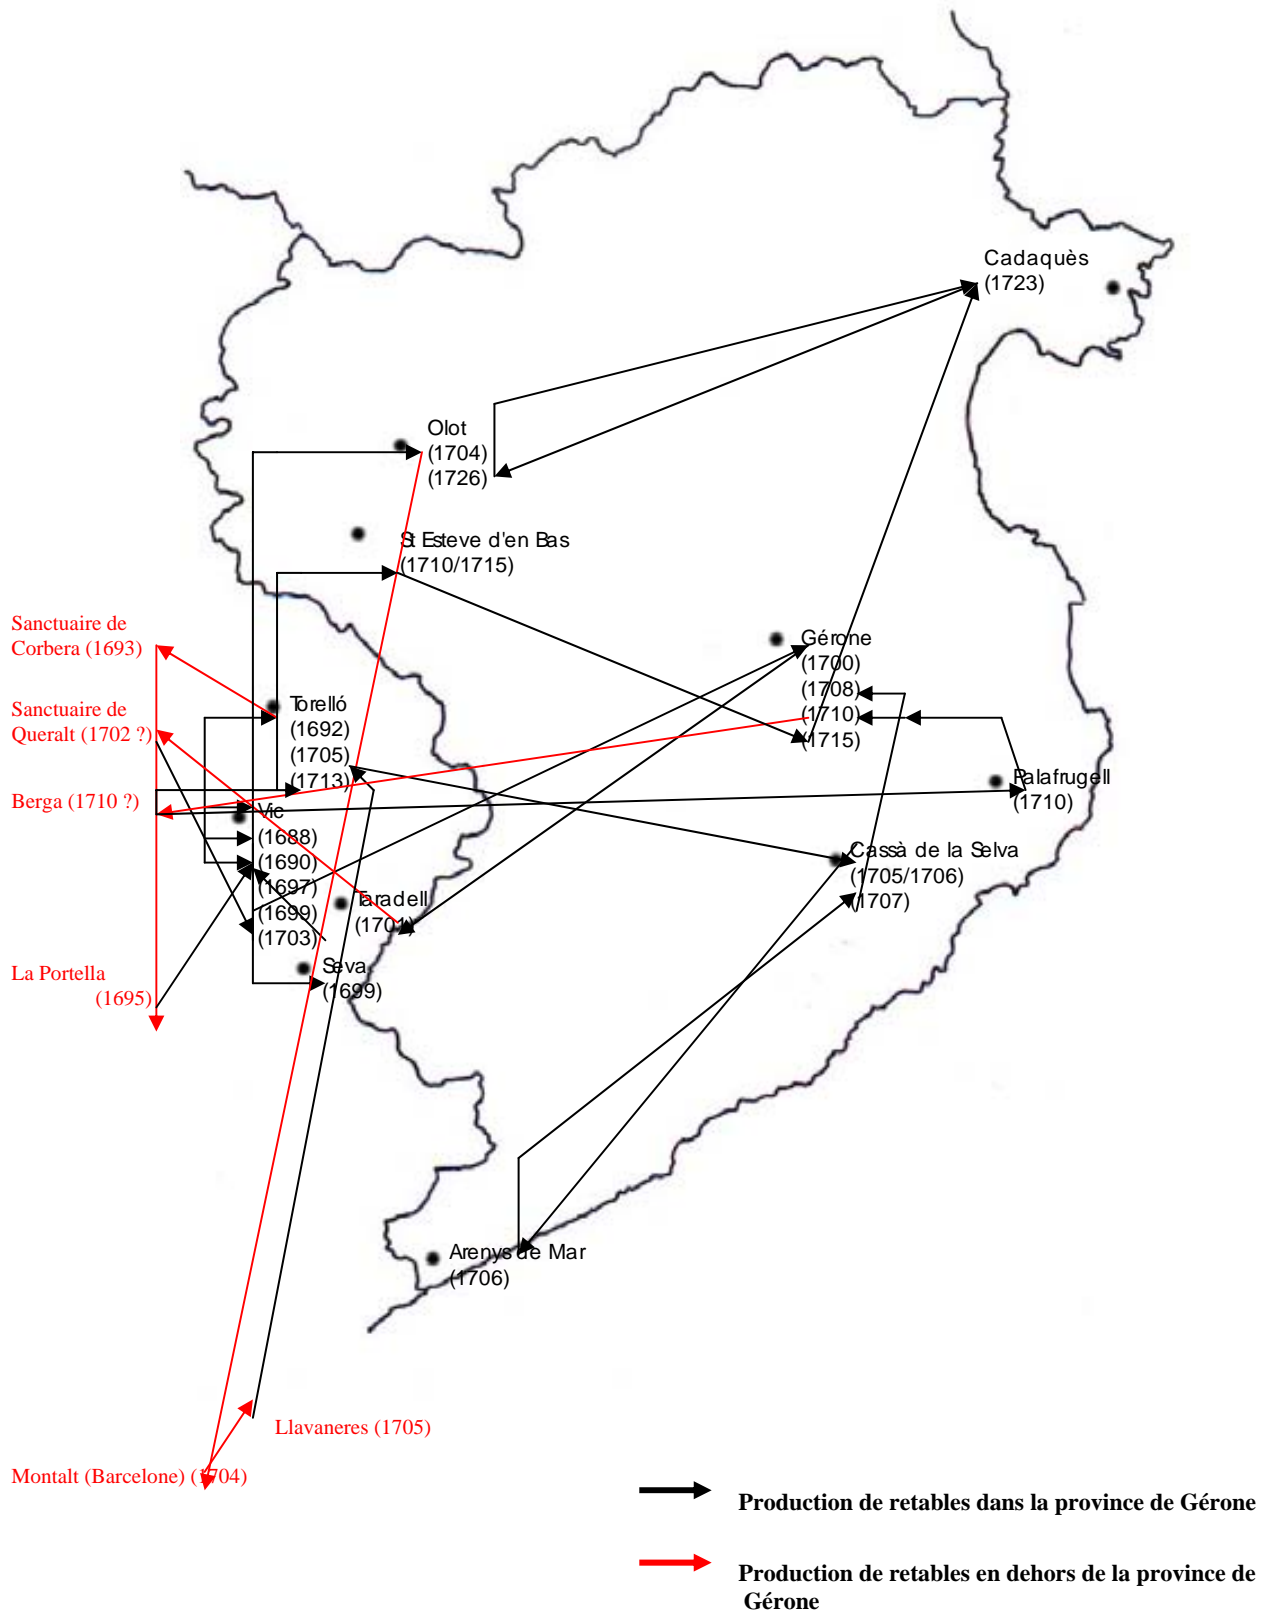 Cadaquès
(1723)
Olot
(1704)
(1726)
St Esteve d'en Bas
(1710/1715)
Sanctuaire de
Corbera (1693)
Gérone
(1700)
(1708)
(1710)
(1715)
Torelló
(1692)
(1705)
(1713)
Sanctuaire de
Queralt (1702 ?)
Berga (1710 ?)
Palafrugell
(1710)
Vic
(1688)
(1690)
(1697)
(1699)
(1703)
Cassà de la Selva
(1705/1706)
(1707)
Taradell
(1701)
Seva
(1699)
La Portella
(1695)
Arenys de Mar
(1706)
Llavaneres (1705)
Montalt (Barcelone) (1704)
Production de retables dans la province de Gérone
Production de retables en dehors de la province de
Gérone